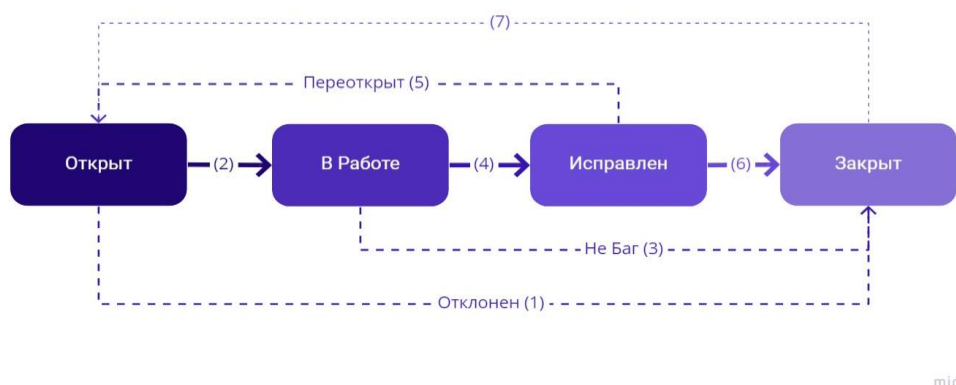 (7)
Переоткрыт (5)
Открыт
(2)
В Работе
(4)
Исправлен
(6)
Закрыт
Не Баг (3)
Отклонен (1)